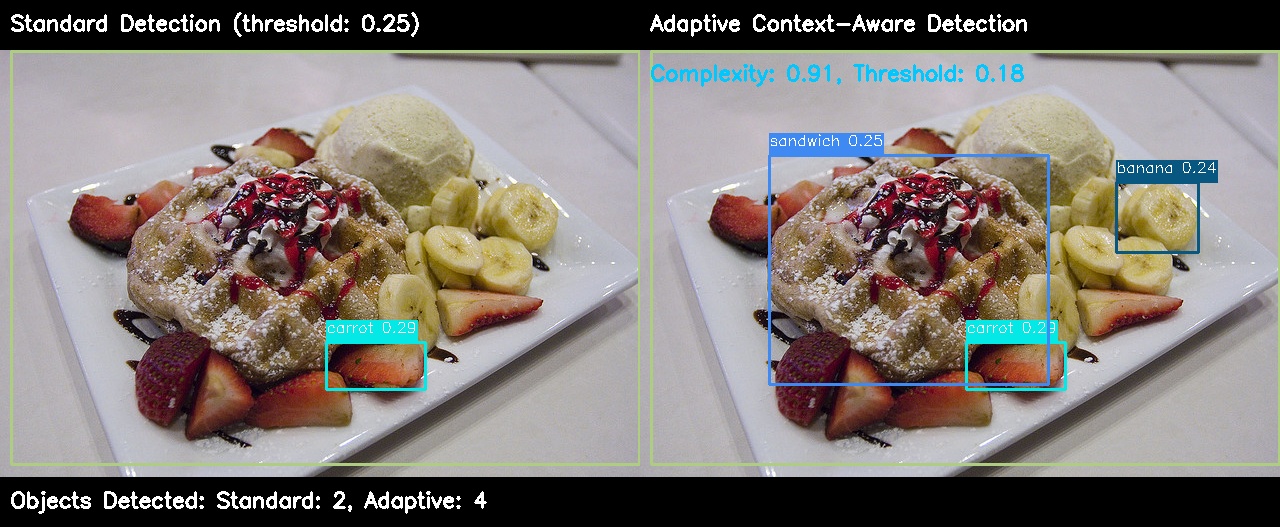 Standard Detection (threshold: 0.25)
Adaptive Context-Aware Detection
Complexity: 0.91, Threshold: 0.18
sandwich 0.25
banana 0.24
carrot 0.29
carrot 0.29
Objects Detected: Standard: 2, Adaptive: 4